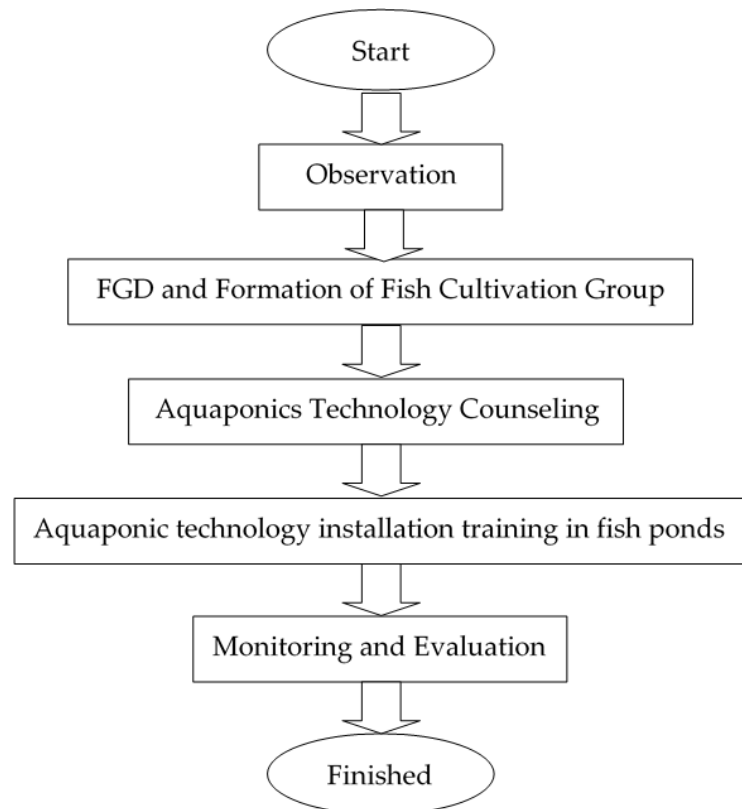 Start
Observation
FGD and Formation of Fish Cultivation Group
Aquaponics Technology Counseling
Aquaponic technology installation training in fish ponds
Monitoring and Evaluation
Finished